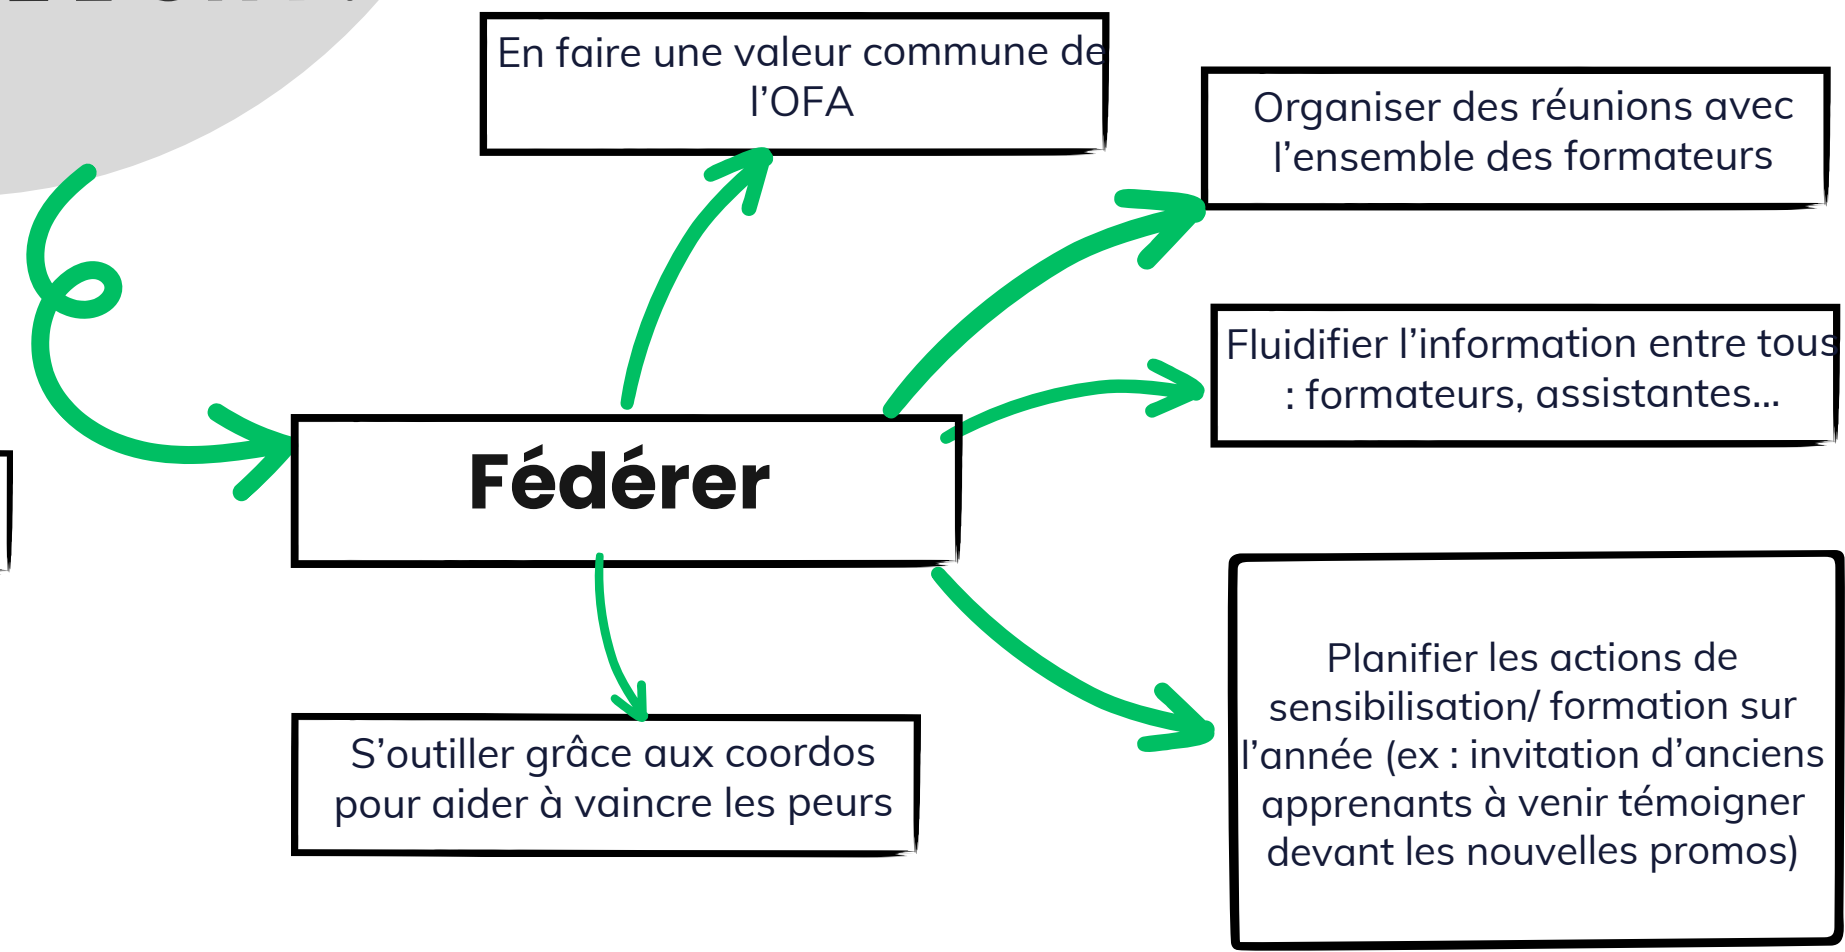 En faire une valeur commune de
l’OFA
Organiser des réunions avec
l’ensemble des formateurs
Fluidifier l’information entre tous
: formateurs, assistantes...
Fédérer
S’outiller grâce aux coordos
pour aider à vaincre les peurs
Planifier les actions de
sensibilisation/ formation sur
l’année (ex : invitation d’anciens
apprenants à venir témoigner
devant les nouvelles promos)